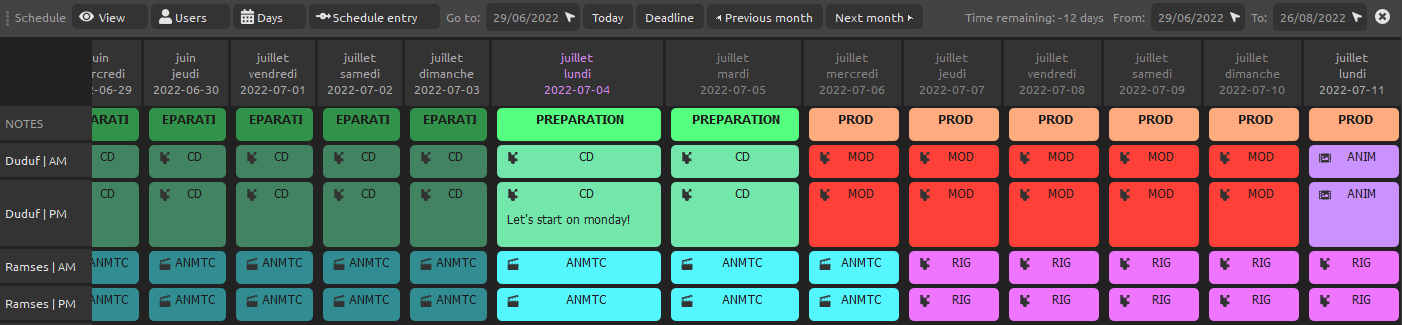 Schedule View Users Days Schedule entry Go to: 29/06/2022 Today Deadline Previous month Next month Time remaining: -12 days From: 29/06/2022 To: 26/08/2022
uin juin juillet juillet juillet juillet juillet juillet juillet juillet juillet juillet juillet
rcredi jeudi vendredi samedi dimanche lundi mardi mercredi jeudi vendredi samedi dimanche lundi
-06-29 2022-06-30 2022-07-01 2022-07-02 2022-07-03 2022-07-04 2022-07-05 2022-07-06 2022-07-07 2022-07-08 2022-07-09 2022-07-10 2022-07-11
NOTES EPARATI EPARATI EPARATI EPARATI PREPARATION PREPARATION PROD PROD PROD PROD PROD PROD
Duduf | AM CD CD CD CD CD CD CD MOD MOD MOD MOD MOD ANIM
Duduf | PM CD CD CD CD CD CD CD MOD MOD MOD MOD MOD ANIM
Let's start on monday!
Ramses | AM ANMTC ANMTC ANMTC ANMTC ANMTC ANMTC ANMTC ANMTC RIG RIG RIG RIG RIG
Ramses | PM ANMTC ANMTC ANMTC ANMTC ANMTC ANMTC ANMTC ANMTC RIG RIG RIG RIG RIG